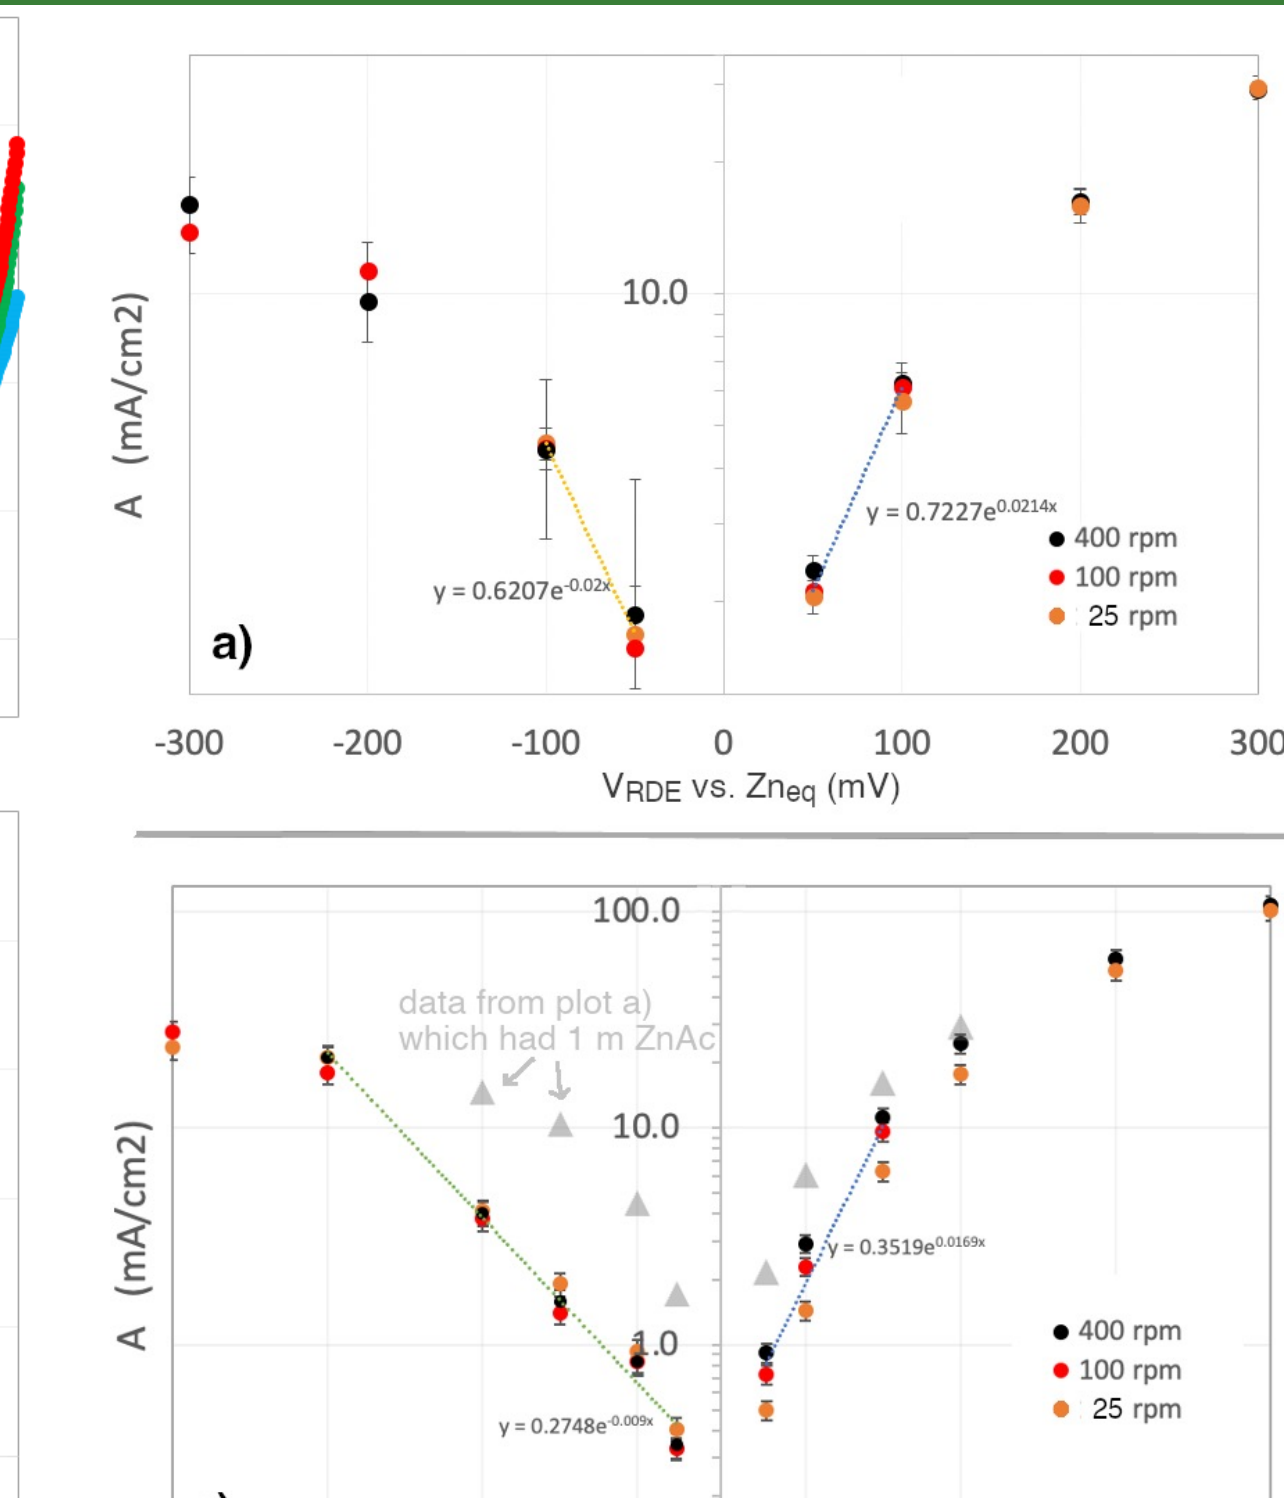 10.0
A (mA/cm2)
y = 0.7227e^0.0214x
400 rpm
100 rpm
25 rpm
y = 0.6207e^-0.02x
a)
-300 -200 -100 0 100 200 300
VRDE vs. Zneq (mV)
100.0
data from plot a)
which had 1 m ZnAc
10.0
A (mA/cm2)
y = 0.3519e^0.0169x
1.0
400 rpm
100 rpm
25 rpm
y = 0.2748e^-0.009x